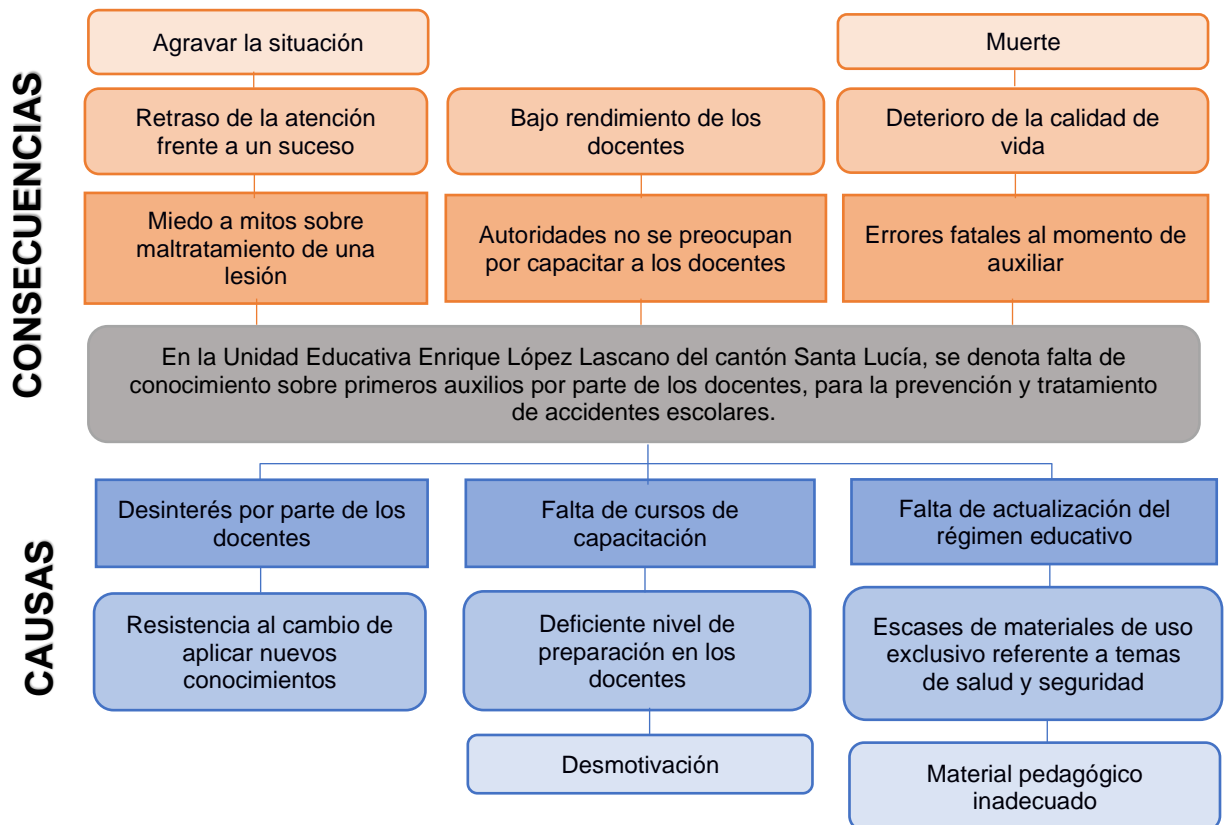 CONSECUENCIAS
Agravar la situación
Muerte
Retraso de la atención
frente a un suceso
Bajo rendimiento de los
docentes
Deterioro de la calidad de
vida
Miedo a mitos sobre
maltratamiento de una
lesión
Autoridades no se preocupan
por capacitar a los docentes
Errores fatales al momento de
auxiliar
En la Unidad Educativa Enrique López Lascano del cantón Santa Lucía, se denota falta de
conocimiento sobre primeros auxilios por parte de los docentes, para la prevención y tratamiento
de accidentes escolares.
CAUSAS
Desinterés por parte de los
docentes
Falta de cursos de
capacitación
Falta de actualización del
régimen educativo
Resistencia al cambio de
aplicar nuevos
conocimientos
Deficiente nivel de
preparación en los
docentes
Escases de materiales de uso
exclusivo referente a temas
de salud y seguridad
Desmotivación
Material pedagógico
inadecuado